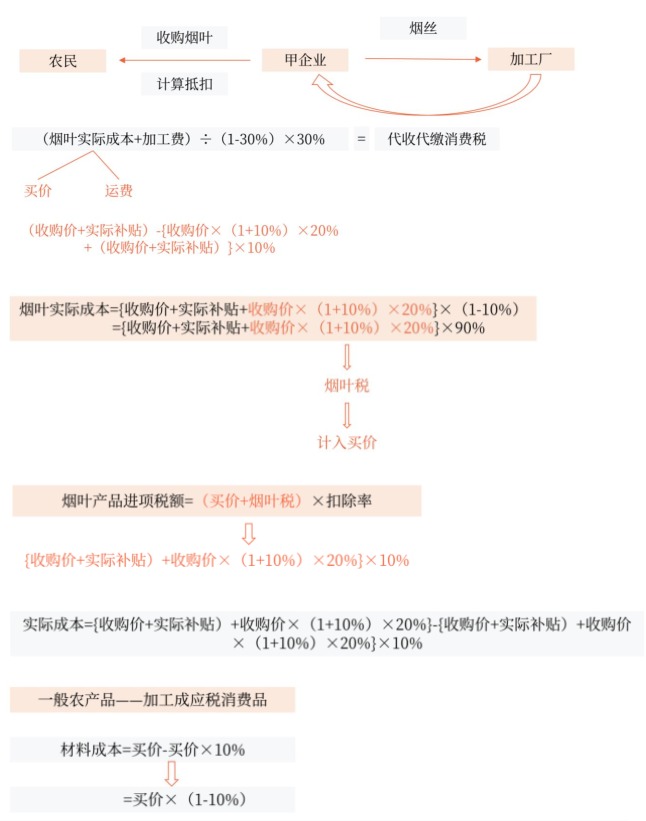 收购烟叶
烟丝
农民
甲企业
加工厂
计算抵扣
（烟叶实际成本+加工费）÷（1-30%）×30% = 代收代缴消费税
买价
运费
（收购价+实际补贴）-{收购价×（1+10%）×20%
+（收购价+实际补贴）}×10%
烟叶实际成本={收购价+实际补贴+收购价×（1+10%）×20%}×（1-10%）
={收购价+实际补贴+收购价×（1+10%）×20%}×90%
烟叶税
计入买价
烟叶产品进项税额=（买价+烟叶税）×扣除率
{收购价+实际补贴）+收购价×（1+10%）×20%}×10%
实际成本={收购价+实际补贴）+收购价×（1+10%）×20%}-{收购价+实际补贴）+收购价
×（1+10%）×20%}×10%
一般农产品——加工成应税消费品
材料成本=买价-买价×10%
=买价×（1-10%）